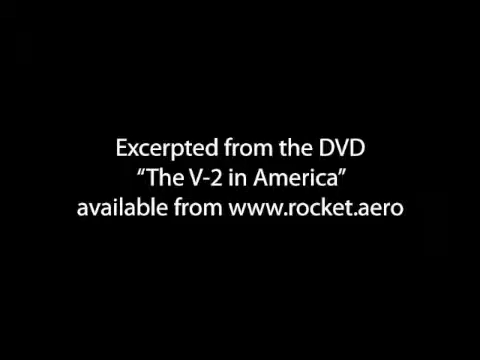 Excerpted from the DVD
“The V-2 in America”
available from www.rocket.aero